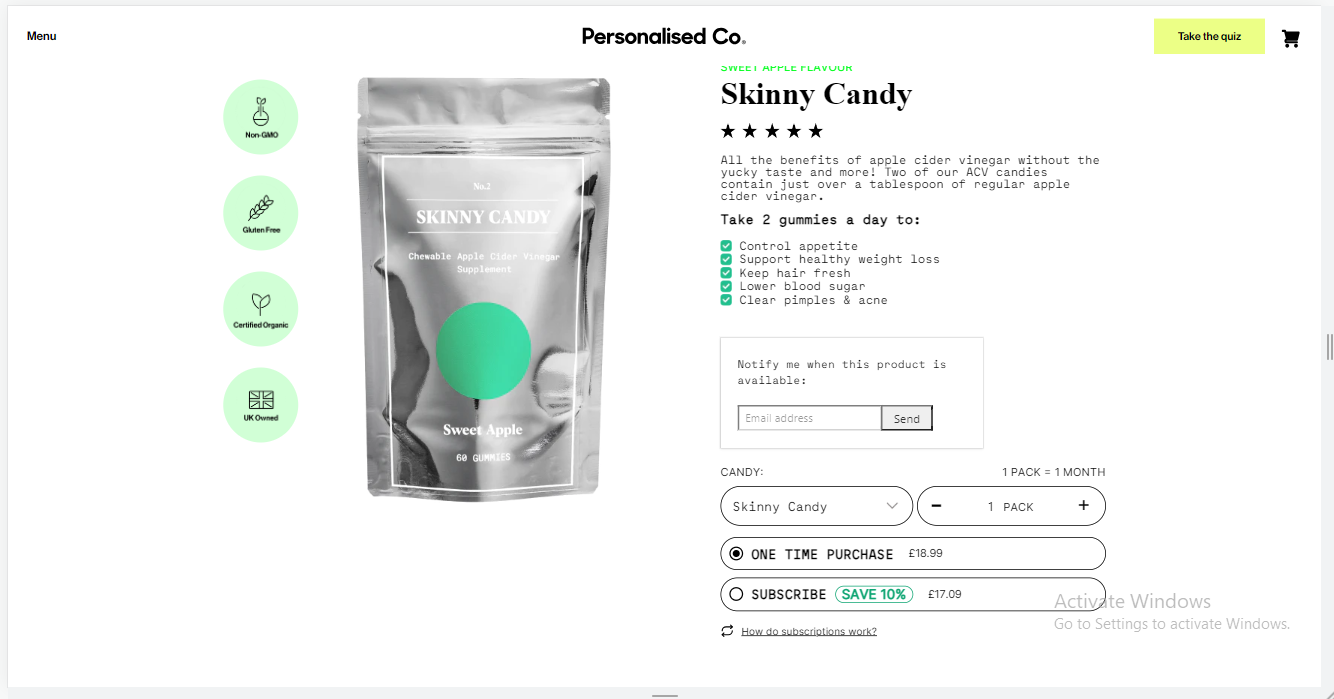 Menu
Personalised Co.
Take the quiz
Non-GMO
Gluten Free
Certified Organic
UK Owned
No.2
SKINNY CANDY
Chewable Apple Cider Vinegar
Supplement
Sweet Apple
60 GUMMIES
SWEET APPLE FLAVOUR
Skinny Candy
All the benefits of apple cider vinegar without the
yucky taste and more! Two of our ACV candies
contain just over a tablespoon of regular apple
cider vinegar.
Take 2 gummies a day to:
Control appetite
Support healthy weight loss
Keep hair fresh
Lower blood sugar
Clear pimples & acne
Notify me when this product is
available:
Email address
Send
CANDY:
1 PACK = 1 MONTH
Skinny Candy
1 PACK
ONE TIME PURCHASE £18.99
SUBSCRIBE SAVE 10% £17.09
How do subscriptions work?
Activate Windows
Go to Settings to activate Windows.